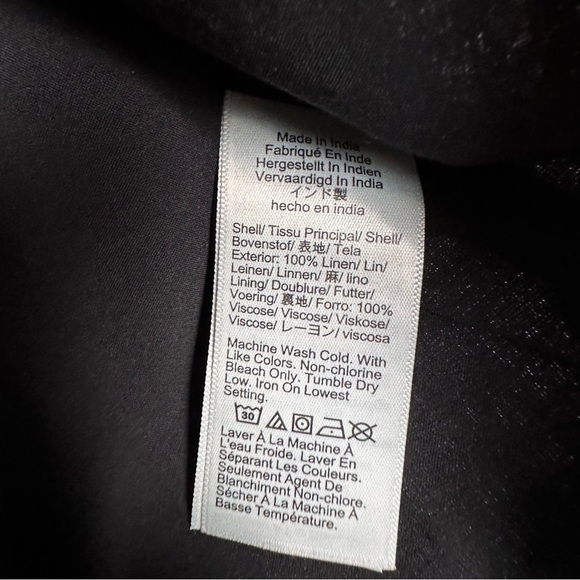 Made In India
Fabriqué En Inde
Hergestellt In Indien
Vervaardigd In India
インド製
hecho en india
Shell/ Tissu Principal/ Shell/
Bovenstof/ 表地/ Tela
Exterior: 100% Linen/ Lin/
Leinen/ Linnen/ 麻/ lino
Lining/ Doublure/ Futter/
Voering/ 裏地/ Forro: 100%
Viscose/ Viscose/ Viskose/
Viscose/ レーヨン/ viscosa
Machine Wash Cold. With
Like Colors. Non-chlorine
Bleach Only. Tumble Dry
Low. Iron On Lowest
Setting.
30
Laver À La Machine À
L'eau Froide. Laver En
Séparant Les Couleurs.
Seulement Agent De
Blanchiment Non-chlore.
Sécher À La Machine À
Basse Température.